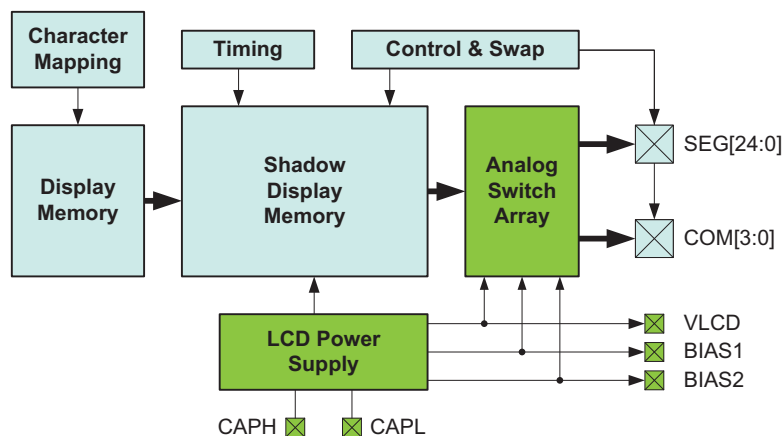 Character
Mapping
Timing
Control & Swap
Display
Memory
Shadow
Display
Memory
Analog
Switch
Array
SEG[24:0]
COM[3:0]
LCD Power
Supply
VLCD
BIAS1
BIAS2
CAPH
CAPL